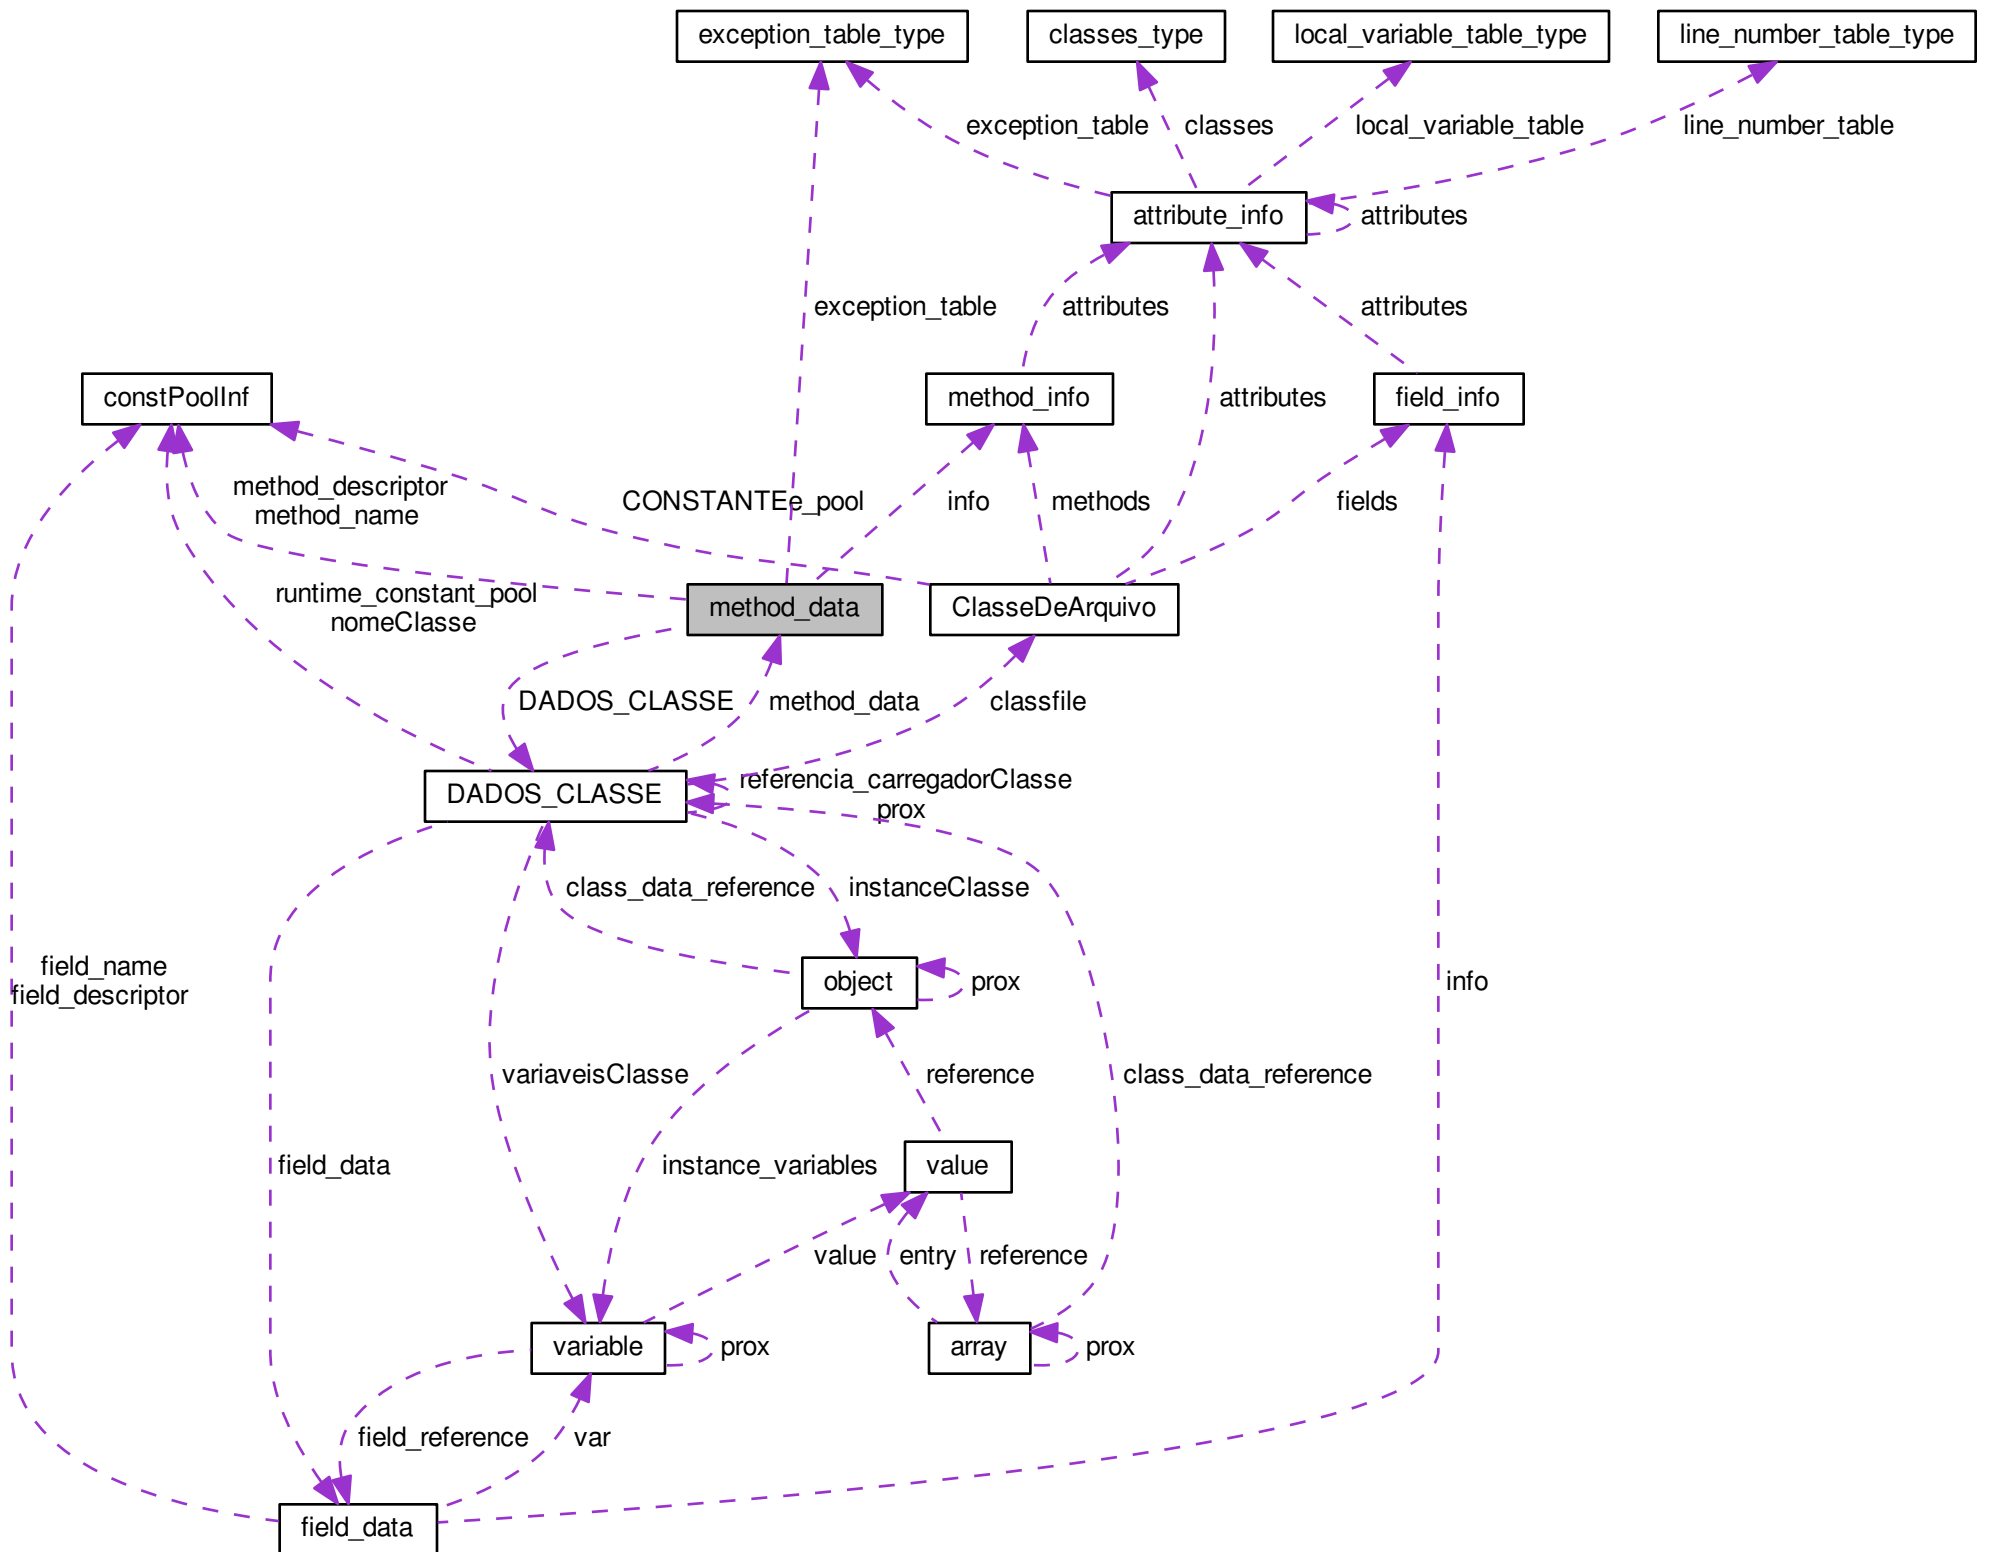 exception_table_type
classes_type
local_variable_table_type
line_number_table_type
exception_table
classes
local_variable_table
line_number_table
attribute_info
attributes
exception_table
attributes
attributes
constPoolInf
method_info
attributes
field_info
method_descriptor
method_name
CONSTANTEe_pool
info
methods
fields
runtime_constant_pool
nomeClasse
method_data
ClasseDeArquivo
DADOS_CLASSE
method_data
classfile
DADOS_CLASSE
referencia_carregadorClasse
prox
class_data_reference
instanceClasse
field_name
field_descriptor
object
prox
info
variaveisClasse
reference
class_data_reference
field_data
instance_variables
value
value
entry
reference
variable
prox
array
prox
field_reference
var
field_data